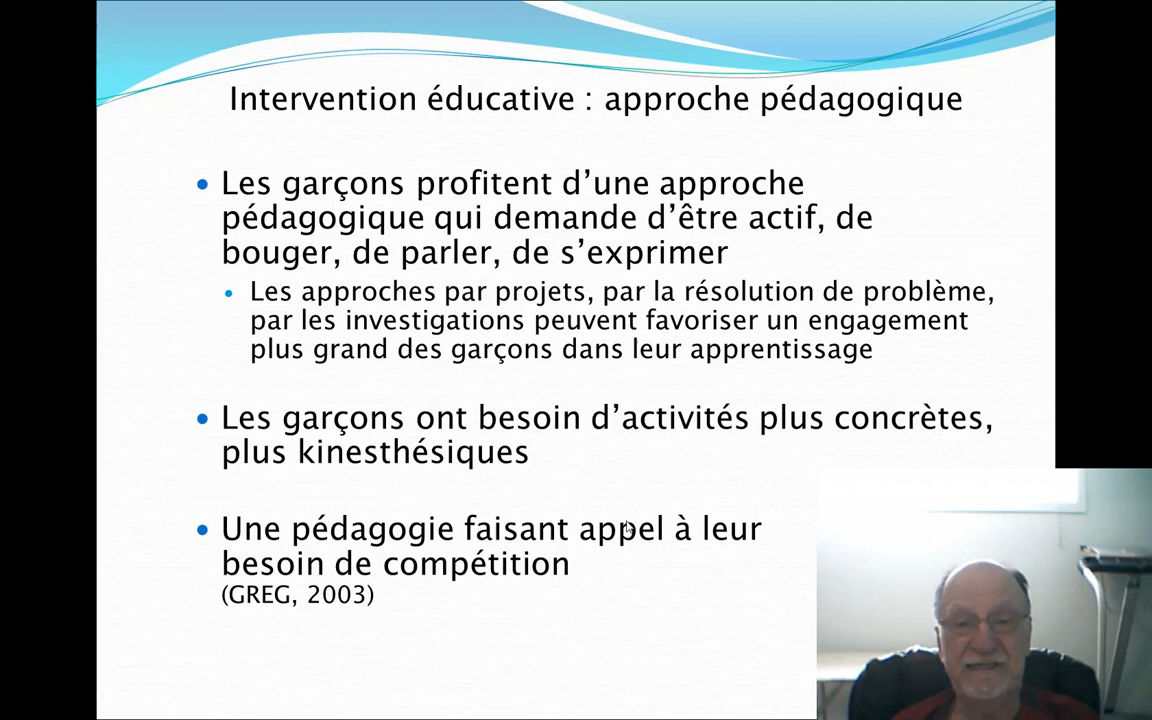 Intervention éducative : approche pédagogique
• Les garçons profitent d’une approche
pédagogique qui demande d’être actif, de
bouger, de parler, de s’exprimer
• Les approches par projets, par la résolution de problème,
par les investigations peuvent favoriser un engagement
plus grand des garçons dans leur apprentissage
• Les garçons ont besoin d’activités plus concrètes,
plus kinesthésiques
• Une pédagogie faisant appel à leur
besoin de compétition
(GREG, 2003)